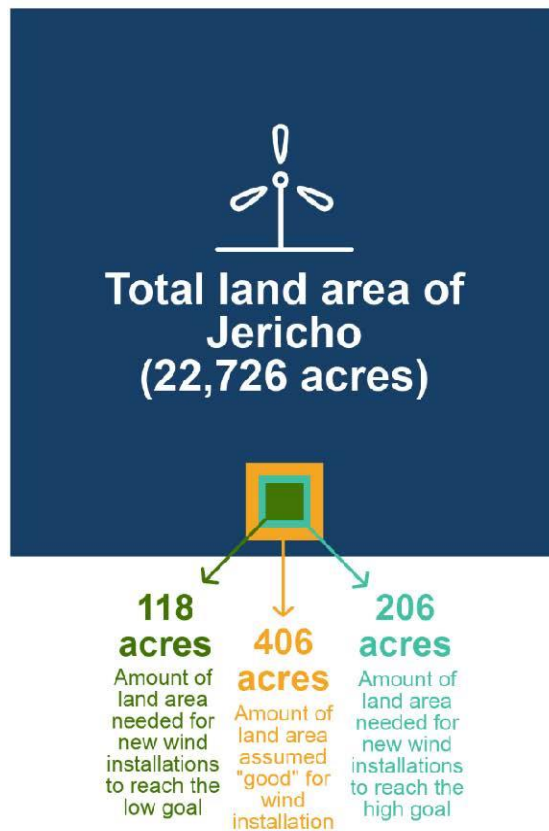 Total land area of
Jericho
(22,726 acres)
118
acres
Amount of
land area
needed for
new wind
installations
to reach the
low goal
406
acres
Amount of
land area
assumed
"good" for
wind
installation
206
acres
Amount of
land area
needed for
new wind
installations
to reach the
high goal